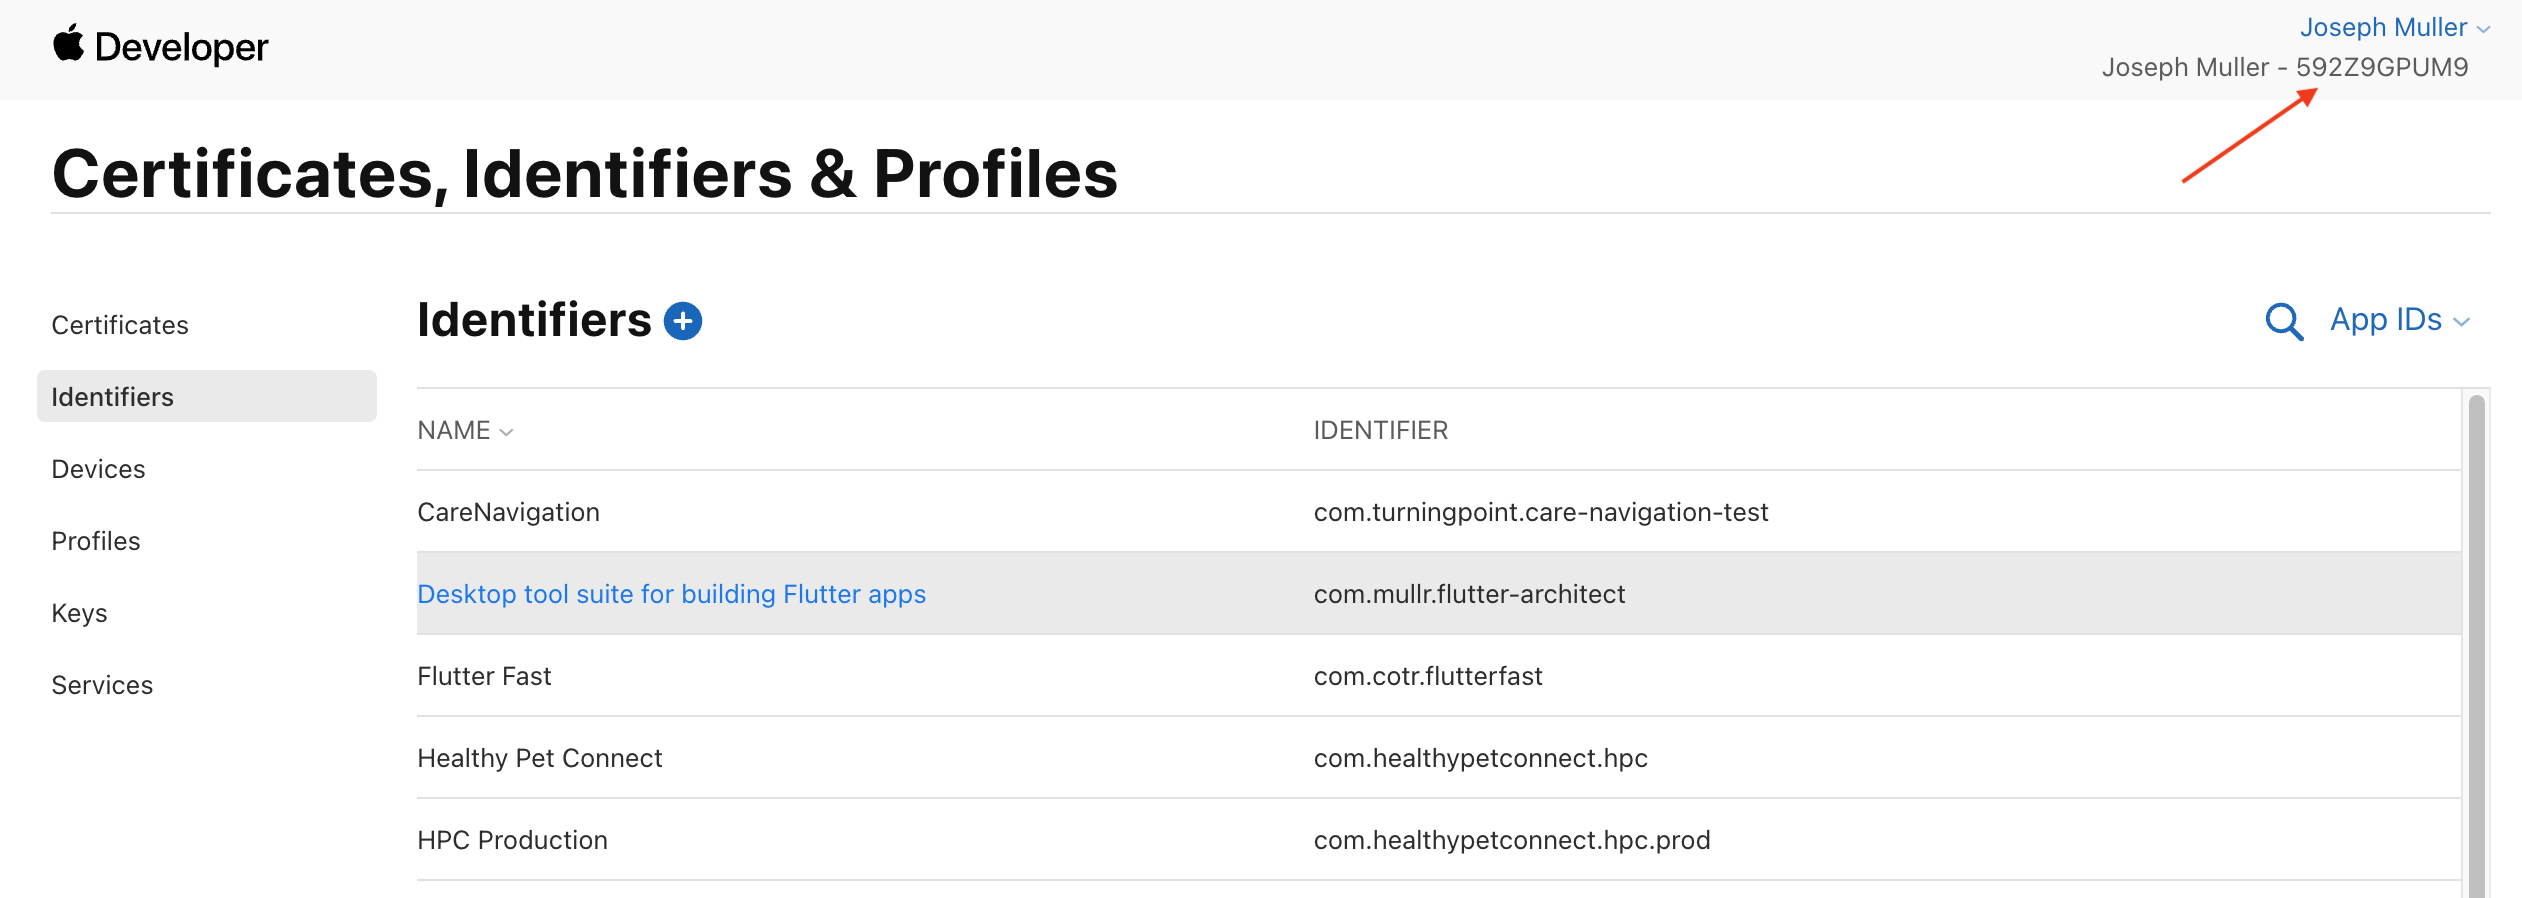 Developer
Joseph Muller
Joseph Muller - 592Z9GPUM9
Certificates, Identifiers & Profiles
Certificates
Identifiers
Devices
Profiles
Keys
Services
Identifiers
App IDs
NAME IDENTIFIER
CareNavigation com.turningpoint.care-navigation-test
Desktop tool suite for building Flutter apps com.mullr.flutter-architect
Flutter Fast com.cotr.flutterfast
Healthy Pet Connect com.healthypetconnect.hpc
HPC Production com.healthypetconnect.hpc.prod